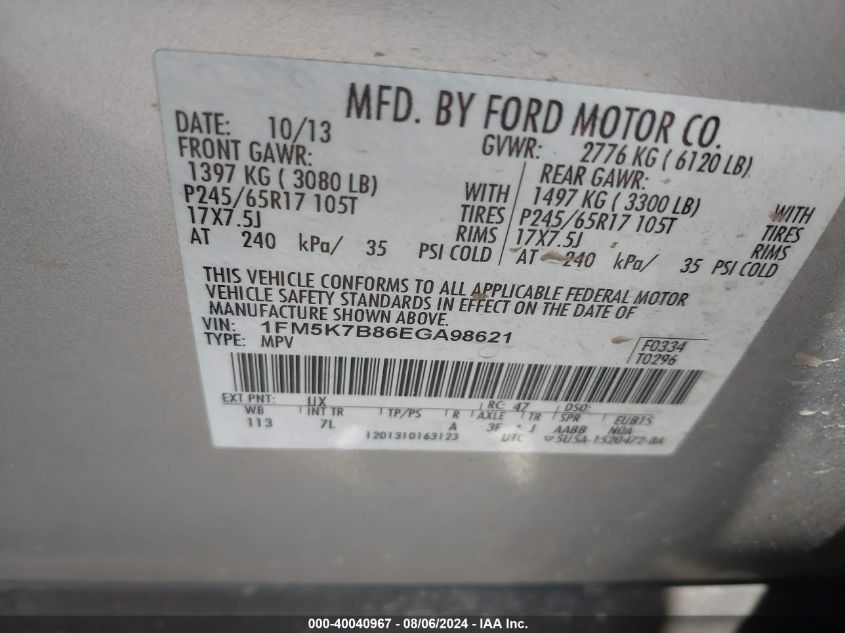 MFD. BY FORD MOTOR CO.
DATE: 10/13 GVWR: 2776 KG ( 6120 LB)
FRONT GAWR: REAR GAWR:
1397 KG ( 3080 LB) WITH 1497 KG ( 3300 LB) WITH
P245/65R17 105T TIRES P245/65R17 105T TIRES
17X7.5J RIMS 17X7.5J RIMS
AT 240 kPa/ 35 PSI COLD AT 240 kPa/ 35 PSI COLD
THIS VEHICLE CONFORMS TO ALL APPLICABLE FEDERAL MOTOR
VEHICLE SAFETY STANDARDS IN EFFECT ON THE DATE OF
MANUFACTURE SHOWN ABOVE.
VIN: 1FM5K7B86EGA98621
TYPE: MPV F0334
T0296
EXT PNT: UX RC: 47 DSO:
WB INT TR TP/PS R AXLE TR SPR EUB15
113 7L A J AABB N0A
1201310163123 UTC
000-40040967 - 08/06/2024 - IAA Inc.